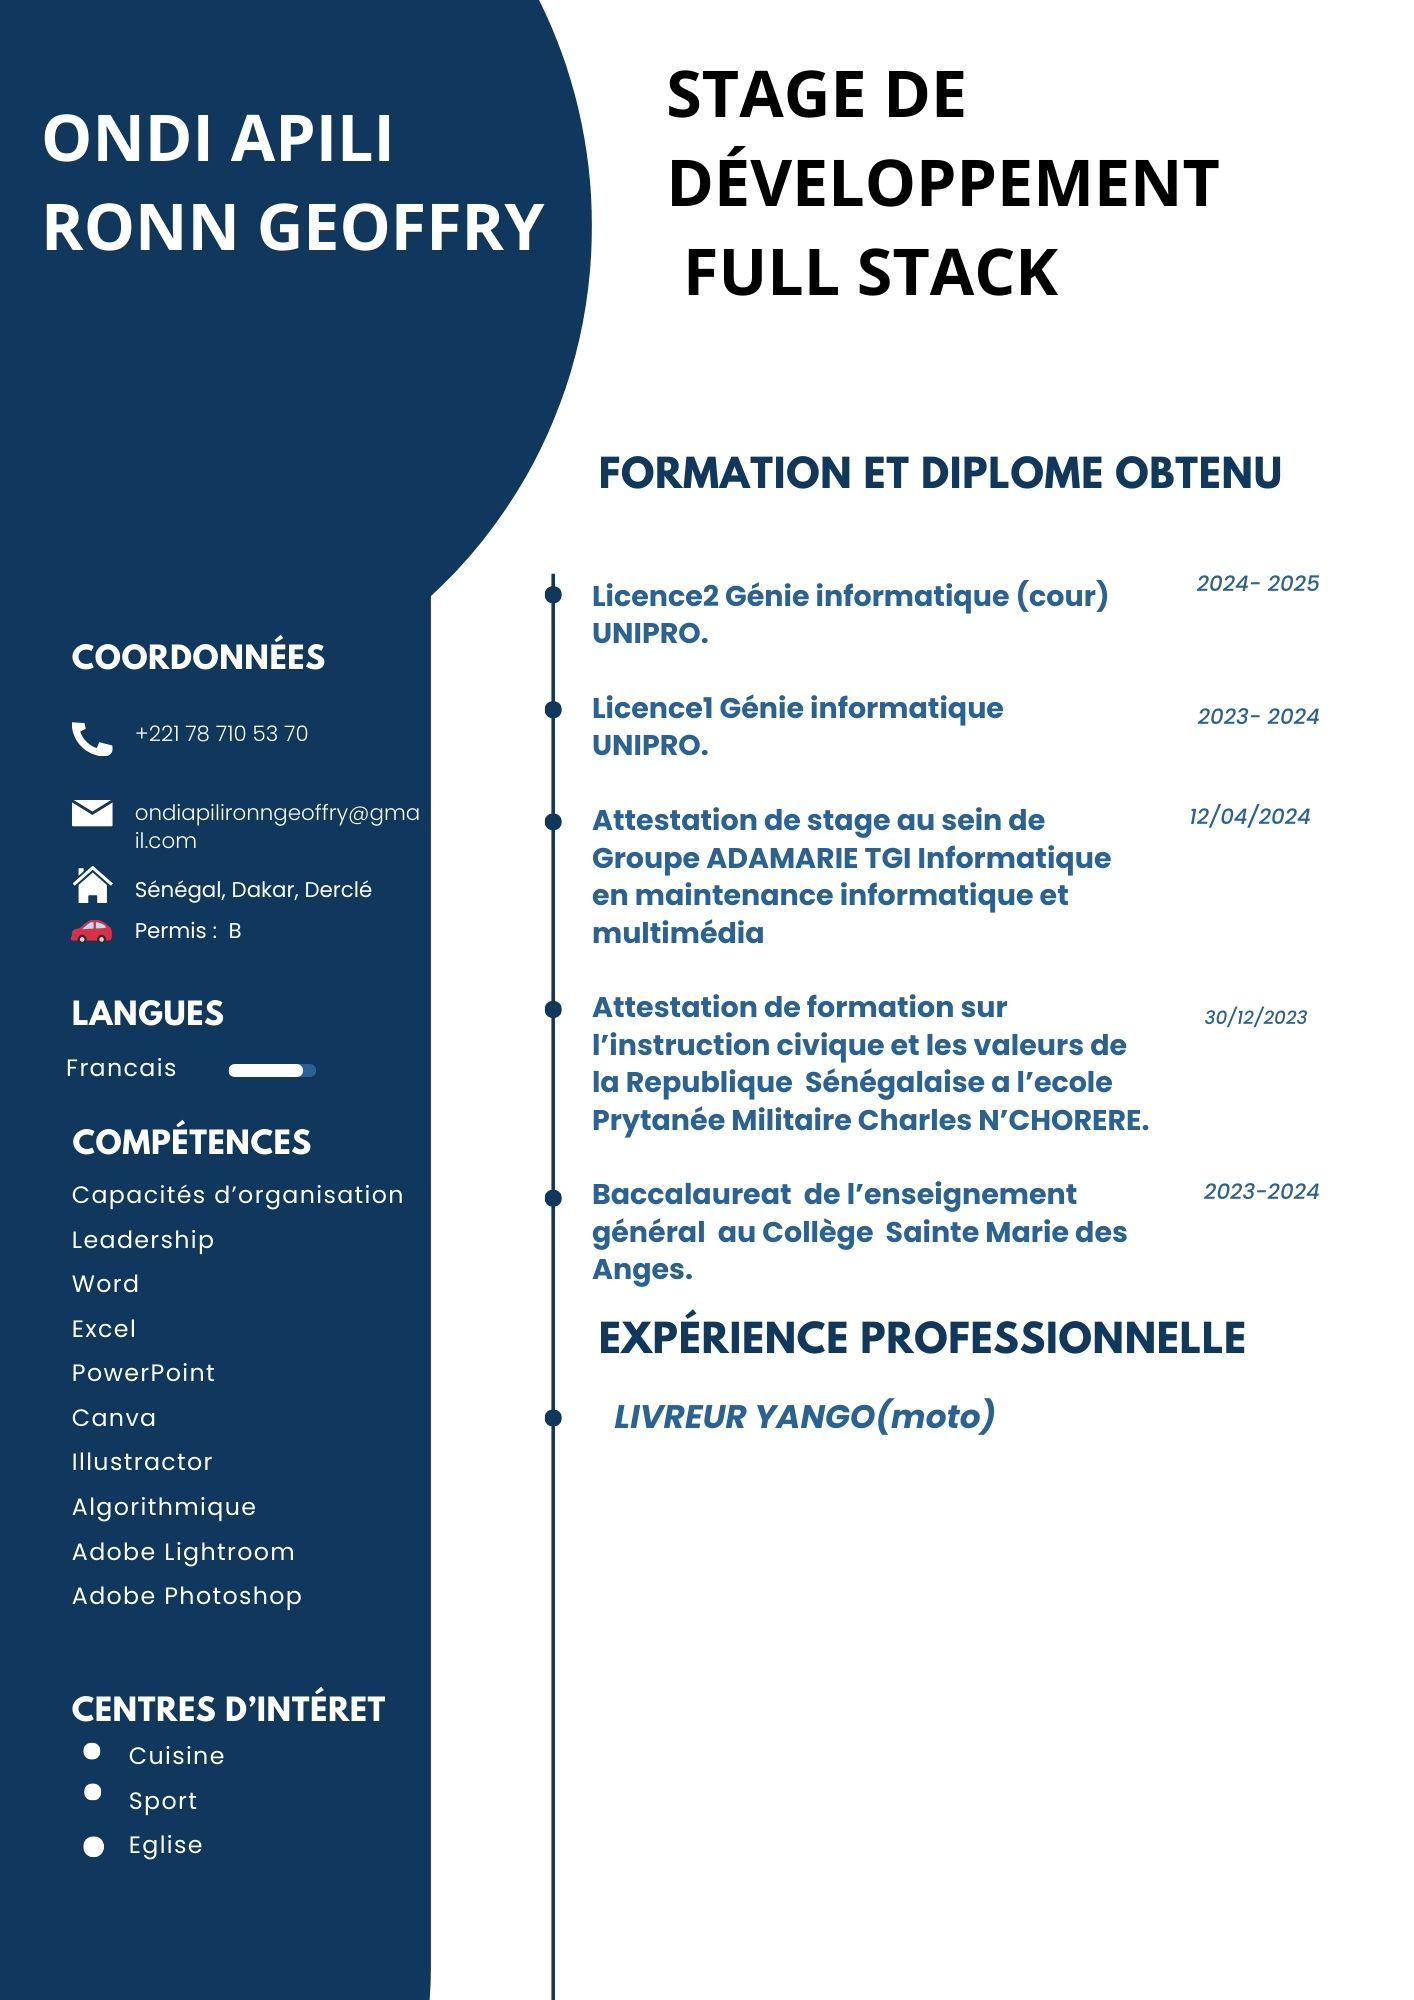 ONDI APILI
RONN GEOFFRY
STAGE DE
DÉVELOPPEMENT
FULL STACK
COORDONNÉES
+221 78 710 53 70
ondiapilironngeoffry@gma
il.com
Sénégal, Dakar, Derclé
Permis :  B
LANGUES
Francais
COMPÉTENCES
Capacités d’organisation
Leadership
Word
Excel
PowerPoint
Canva
Illustractor
Algorithmique
Adobe Lightroom
Adobe Photoshop
CENTRES D’INTÉRET
Cuisine
Sport
Eglise
FORMATION ET DIPLOME OBTENU
Licence2 Génie informatique (cour)
UNIPRO.
2024- 2025
Licence1 Génie informatique
UNIPRO.
2023- 2024
Attestation de stage au sein de
Groupe ADAMARIE TGI Informatique
en maintenance informatique et
multimédia
12/04/2024
Attestation de formation sur
l’instruction civique et les valeurs de
la Republique  Sénégalaise a l’ecole
Prytanée Militaire Charles N’CHORERE.
30/12/2023
Baccalaureat  de l’enseignement
général  au Collège  Sainte Marie des
Anges.
2023-2024
EXPÉRIENCE PROFESSIONNELLE
LIVREUR YANGO(moto)